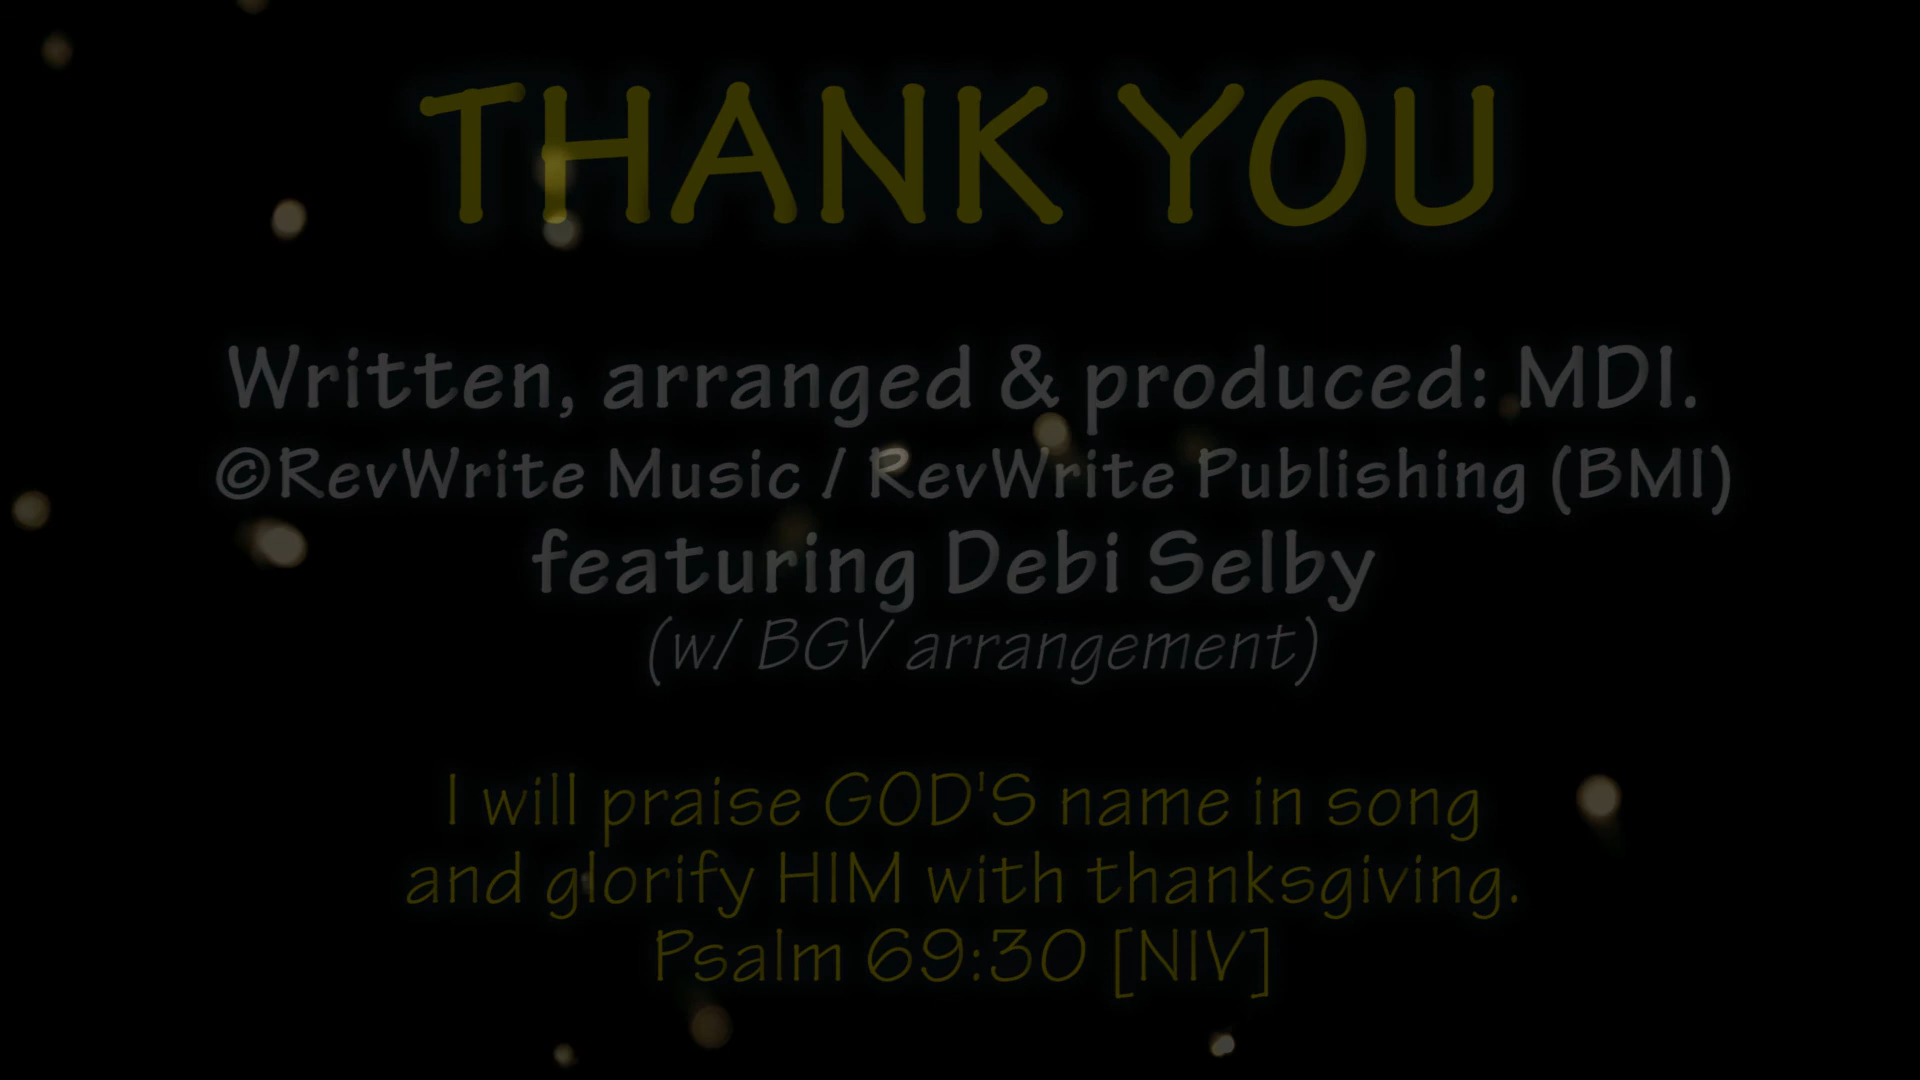 THANK YOU
Written, arranged & produced: MDI.
©RevWrite Music / RevWrite Publishing (BMI)
featuring Debi Selby
(w/ BGV arrangement)
I will praise GOD'S name in song
and glorify HIM with thanksgiving.
Psalm 69:30 [NIV]